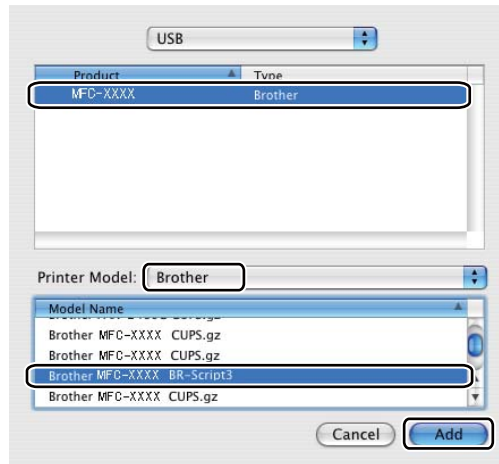 USB
Product Type
MFC-XXXX Brother
Printer Model: Brother
Model Name
Brother MFC-XXXX CUPS.gz
Brother MFC-XXXX CUPS.gz
Brother MFC-XXXX BR-Script3
Brother MFC-XXXX CUPS.gz
Cancel Add